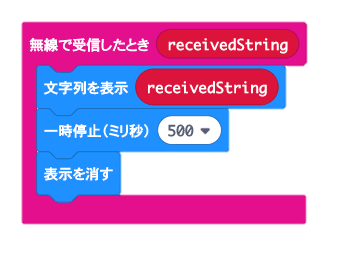 無線で受信したとき receivedString
文字列を表示 receivedString
一時停止(ミリ秒) 500
表示を消す